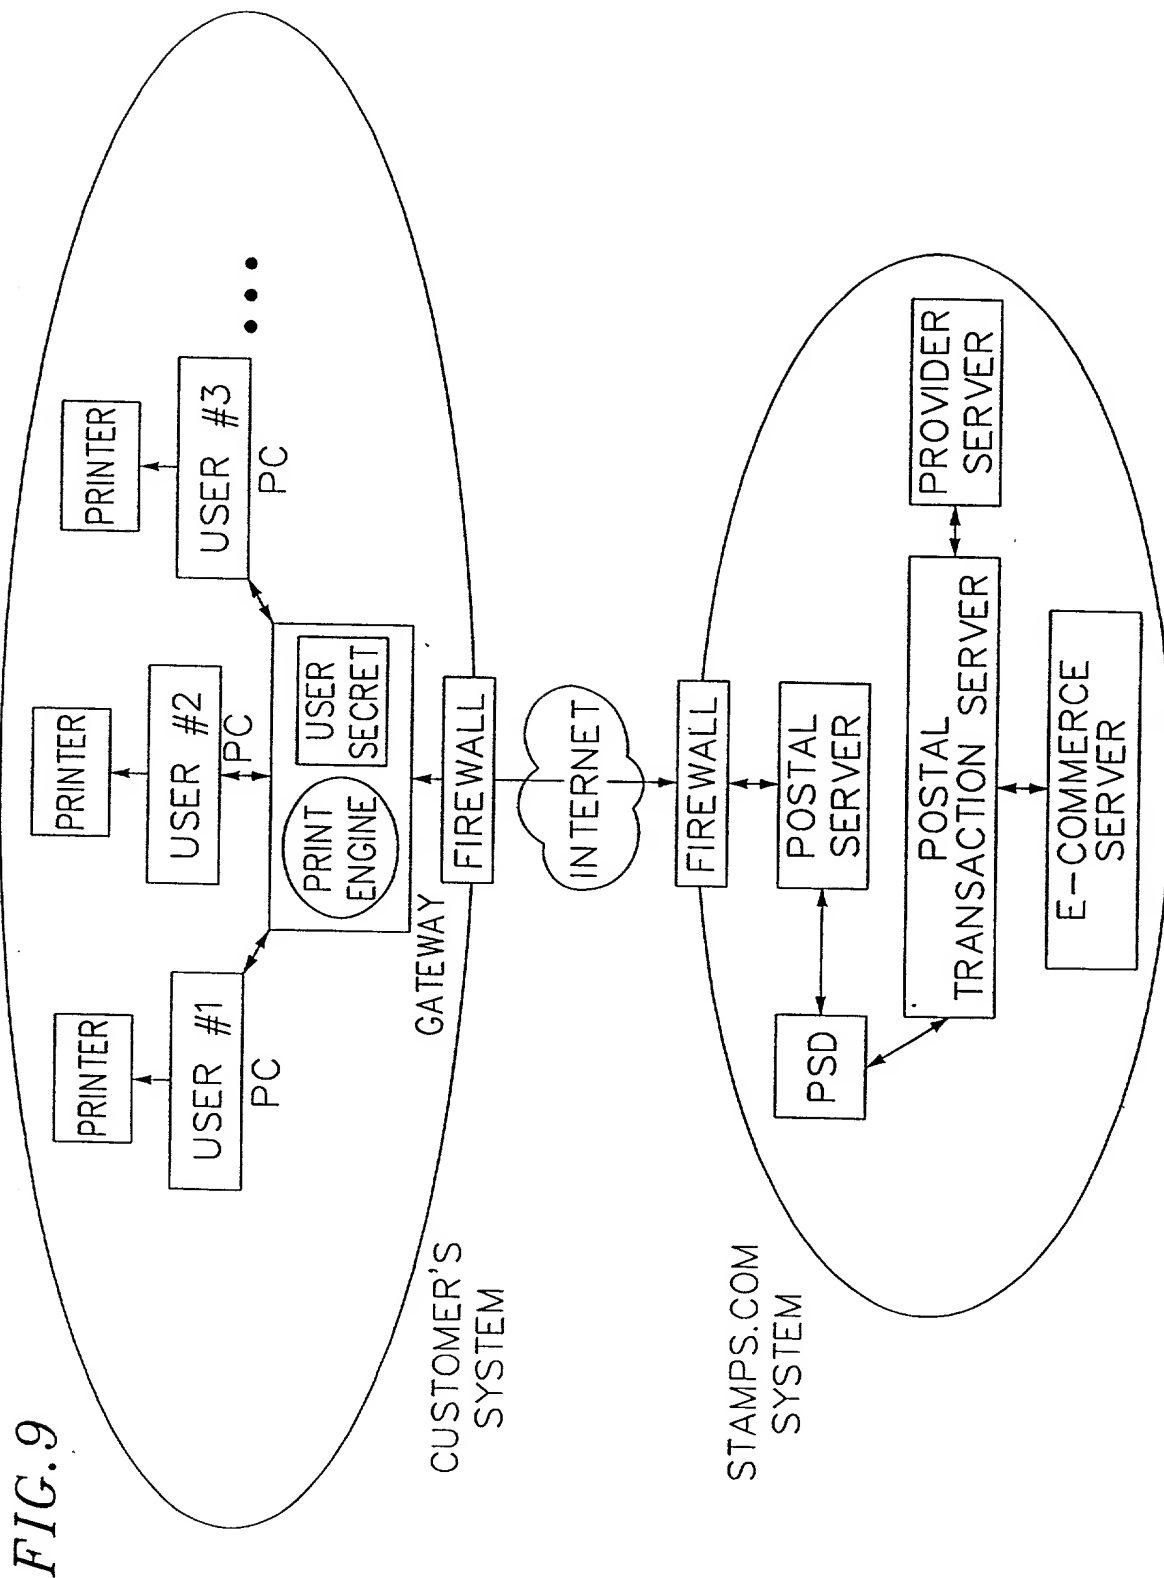 FIG.9
PRINTER
PRINTER
PRINTER
USER #1
PC
USER #2
PC
USER #3
PC
PRINT
ENGINE
USER
SECRET
GATEWAY
FIREWALL
CUSTOMER'S
SYSTEM
INTERNET
STAMPS.COM
SYSTEM
FIREWALL
PSD
POSTAL
SERVER
POSTAL
TRANSACTION SERVER
PROVIDER
SERVER
E-COMMERCE
SERVER